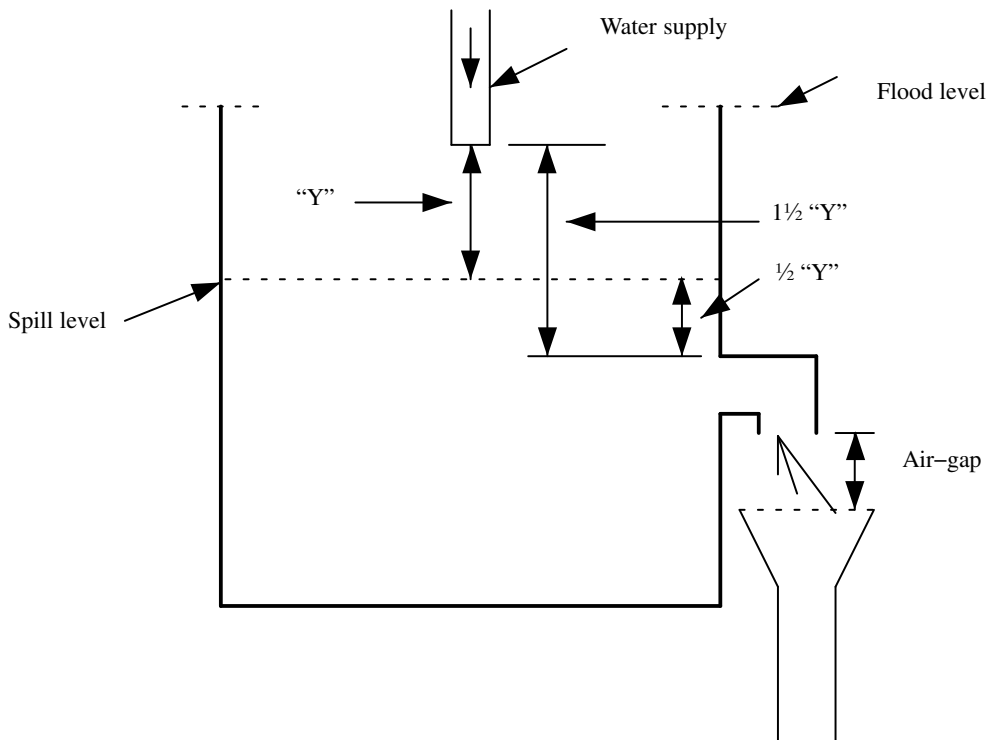 Water supply
Flood level
“Y”
1½ “Y”
½ “Y”
Spill level
Air−gap